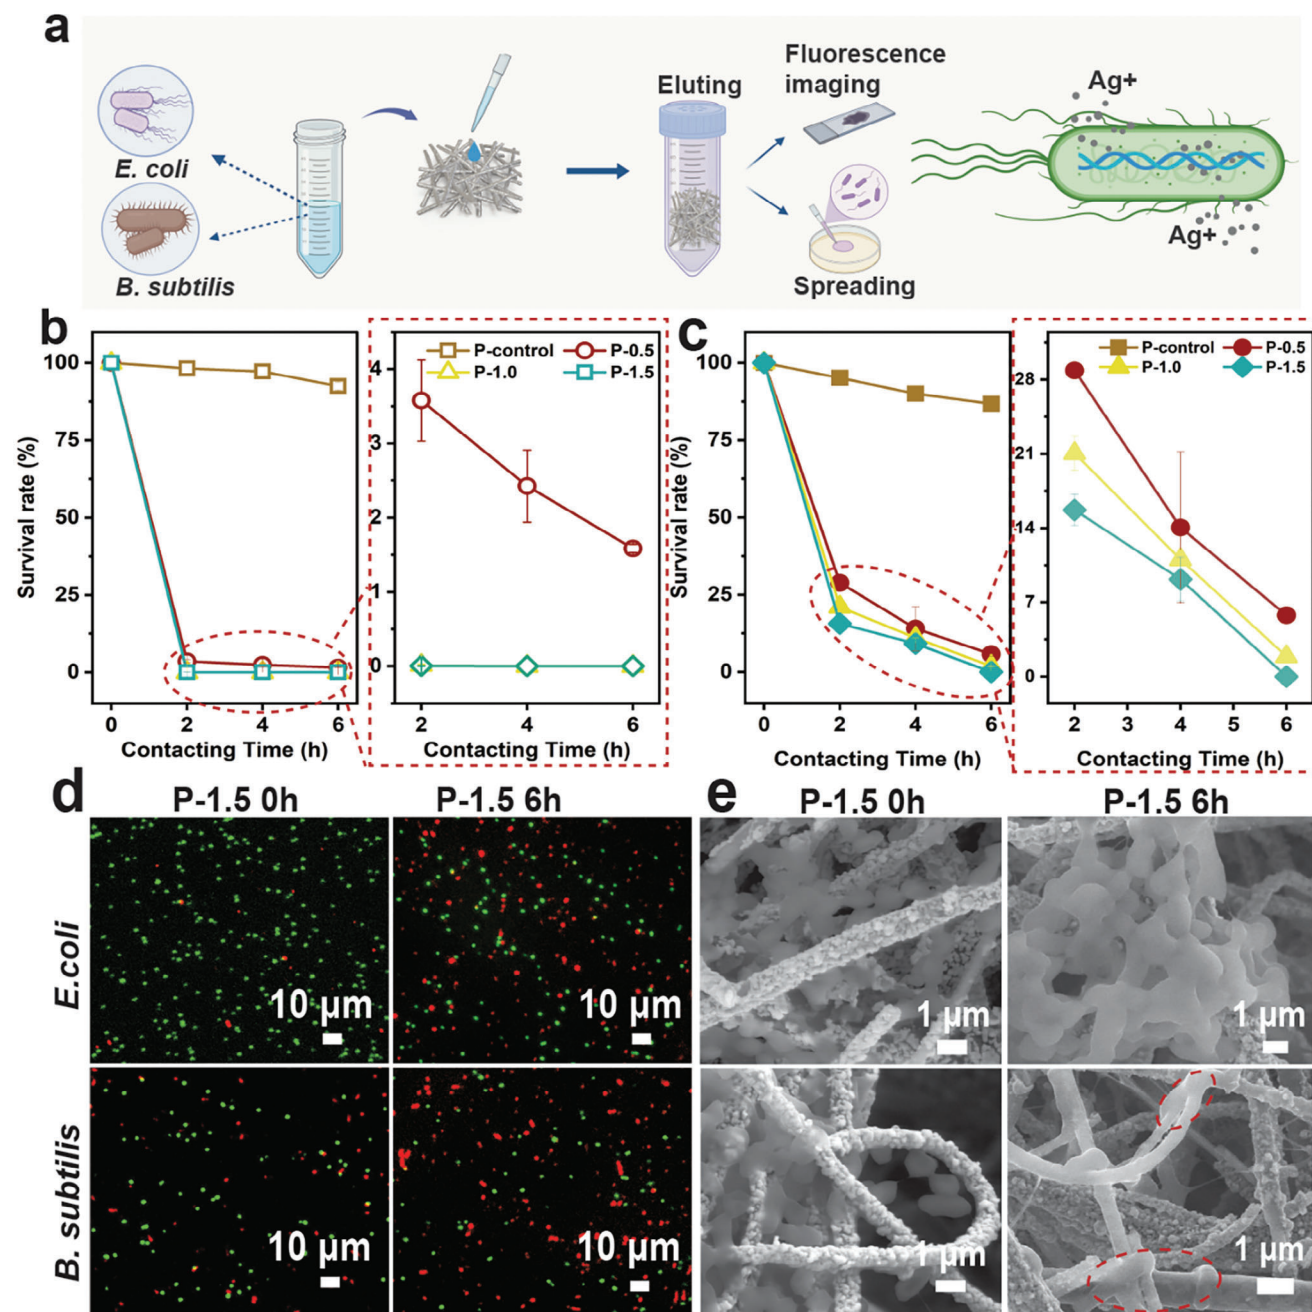 a
Fluorescence
imaging
Eluting
Ag+
E. coli
B. subtilis
Spreading
Ag+
b
Survival rate (%)
100
75
50
25
0
0 2 4 6
Contacting Time (h)
P-control P-0.5
P-1.0 P-1.5
4
3
2
1
0
2 4 6
Contacting Time (h)
c
Survival rate (%)
100
75
50
25
0
0 2 4 6
Contacting Time (h)
P-control P-0.5
P-1.0 P-1.5
28
21
14
7
0
2 3 4 5 6
Contacting Time (h)
d
P-1.5 0h P-1.5 6h
E.coli
10 µm 10 µm
B. subtilis
10 µm 10 µm
e
P-1.5 0h P-1.5 6h
1 µm 1 µm
1 µm 1 µm